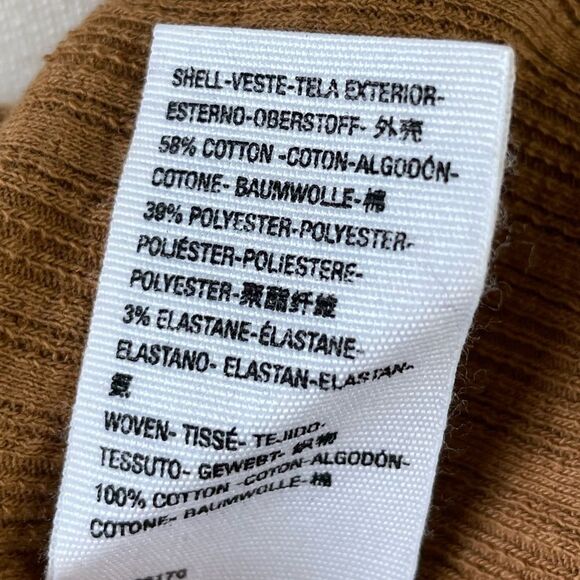 SHELL-VESTE-TELA EXTERIOR-
ESTERNO-OBERSTOFF- 外壳
58% COTTON -COTON-ALGODÓN-
COTONE- BAUMWOLLE-棉
39% POLYESTER-POLYESTER-
POLIÉSTER-POLIESTERE-
POLYESTER-聚酯纤维
3% ELASTANE-ÉLASTANE-
ELASTANO- ELASTAN-ELASTAN-
氨
WOVEN- TISSÉ- TEJIDO-
TESSUTO- GEWEBT- 织物
100% COTTON -COTON-ALGODÓN-
COTONE- BAUMWOLLE-棉